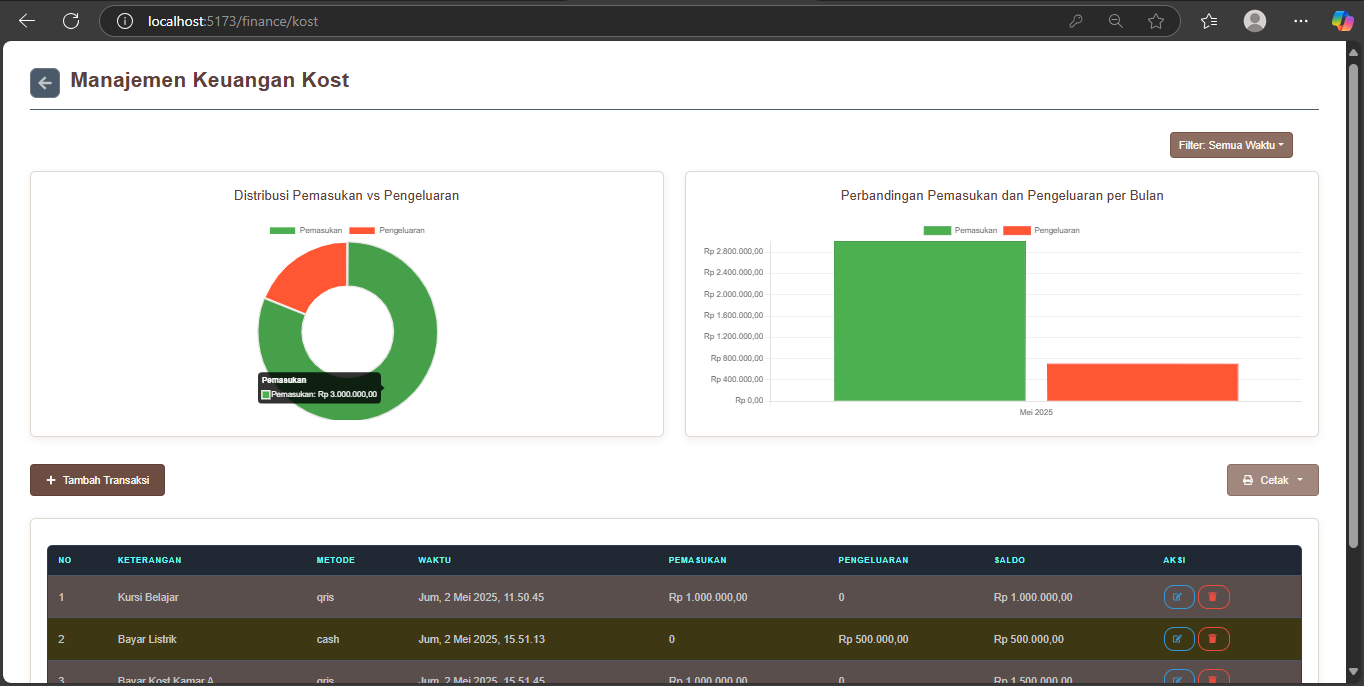 localhost:5173/finance/kost
Manajemen Keuangan Kost
Filter: Semua Waktu
Distribusi Pemasukan vs Pengeluaran
Pemasukan Pengeluaran
Pemasukan
Pemasukan: Rp 3.000.000,00
Perbandingan Pemasukan dan Pengeluaran per Bulan
Pemasukan Pengeluaran
Rp 2.800.000,00
Rp 2.400.000,00
Rp 2.000.000,00
Rp 1.600.000,00
Rp 1.200.000,00
Rp 800.000,00
Rp 400.000,00
Rp 0,00
Mei 2025
Tambah Transaksi
Cetak
NO KETERANGAN METODE WAKTU PEMASUKAN PENGELUARAN SALDO AKSI
1 Kursi Belajar qris Jum, 2 Mei 2025, 11.50.45 Rp 1.000.000,00 0 Rp 1.000.000,00
2 Bayar Listrik cash Jum, 2 Mei 2025, 15.51.13 0 Rp 500.000,00 Rp 500.000,00
3 Bayar Kost Kamar A qris Jum, 2 Mei 2025, 15.51.45 Rp 1.000.000,00 0 Rp 1.500.000,00